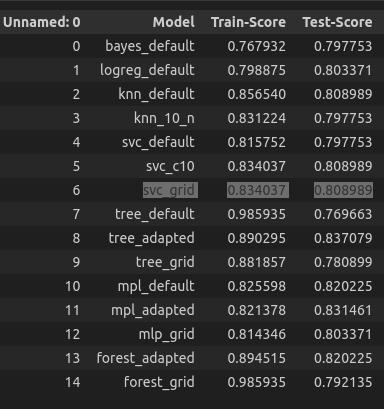 Unnamed: 0 Model Train-Score Test-Score
0 bayes_default 0.767932 0.797753
1 logreg_default 0.798875 0.803371
2 knn_default 0.856540 0.808989
3 knn_10_n 0.831224 0.797753
4 svc_default 0.815752 0.797753
5 svc_c10 0.834037 0.808989
6 svc_grid 0.834037 0.808989
7 tree_default 0.985935 0.769663
8 tree_adapted 0.890295 0.837079
9 tree_grid 0.881857 0.780899
10 mpl_default 0.825598 0.820225
11 mpl_adapted 0.821378 0.831461
12 mlp_grid 0.814346 0.803371
13 forest_adapted 0.894515 0.820225
14 forest_grid 0.985935 0.792135